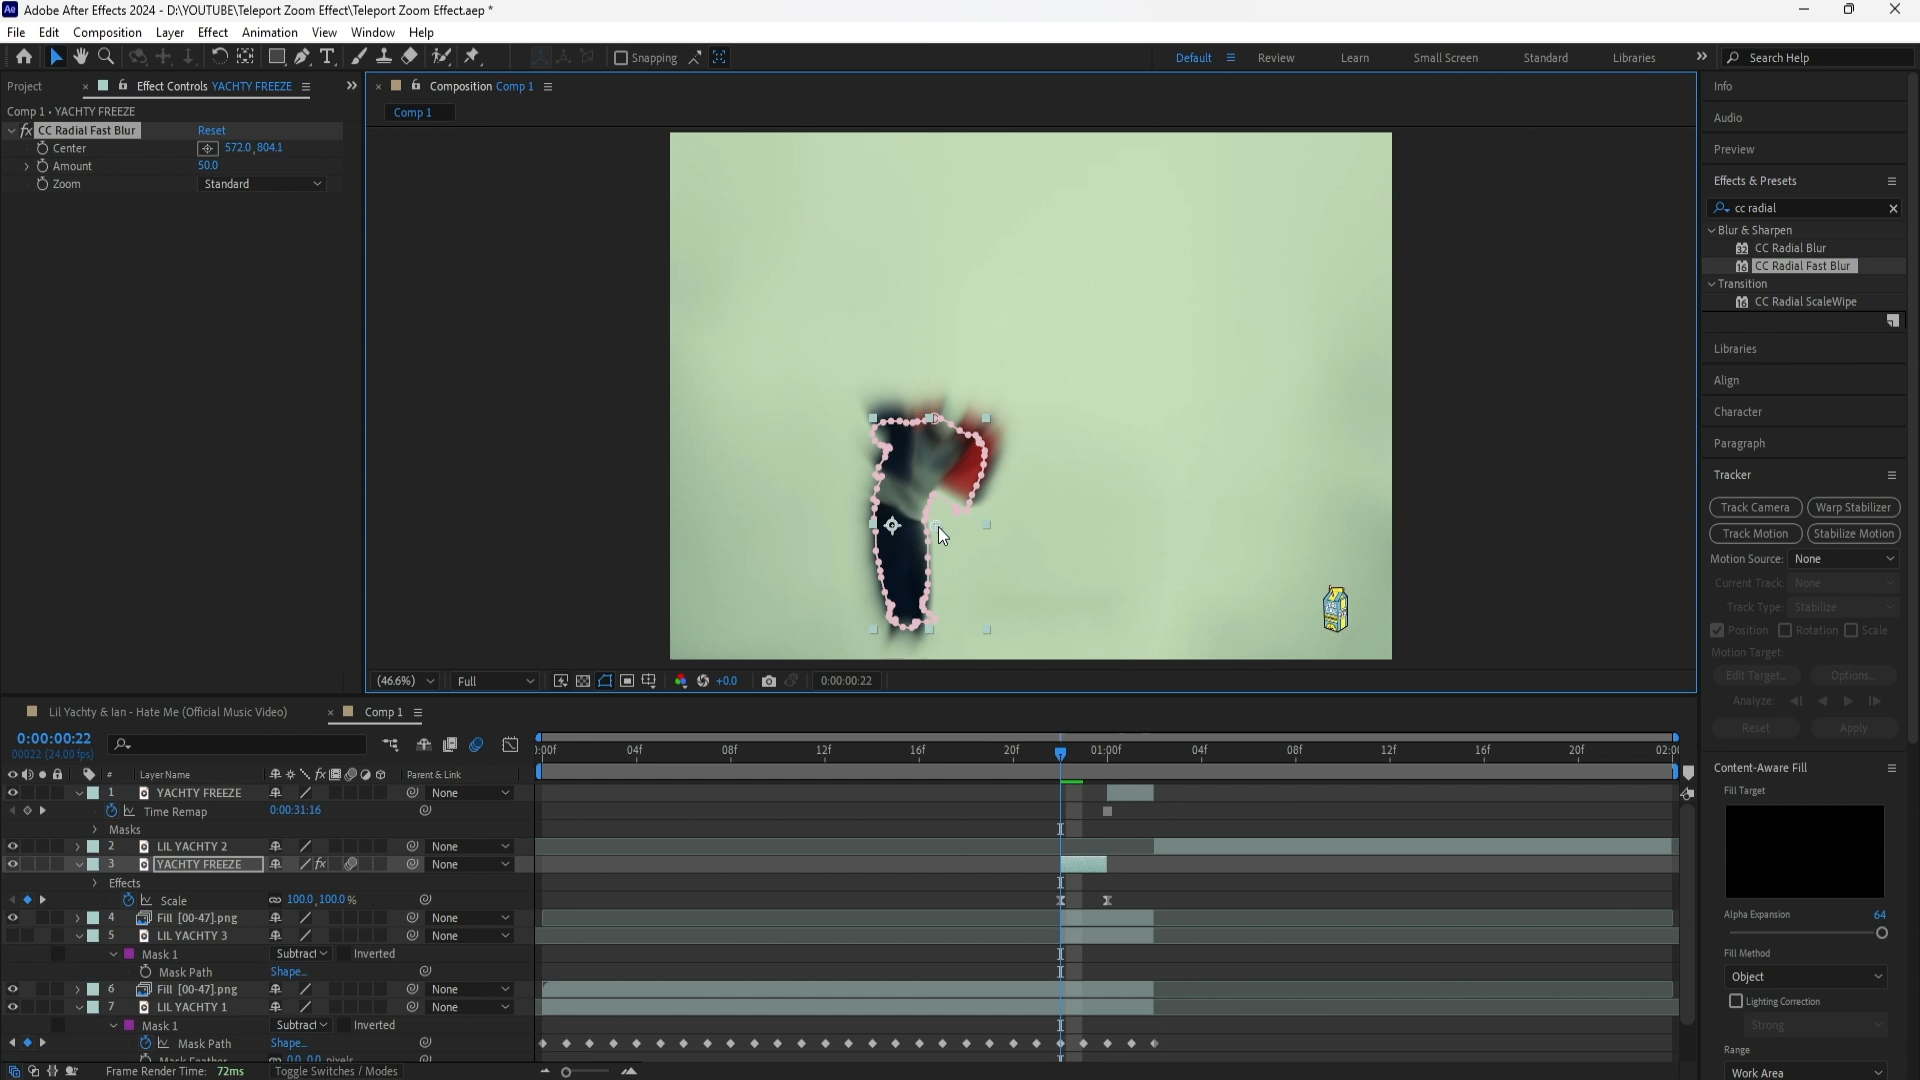 Adobe After Effects 2024 - D:\YOUTUBE\Teleport Zoom Effect\Teleport Zoom Effect.aep *
File Edit Composition Layer Effect Animation View Window Help
Snapping Default Review Learn Small Screen Standard Libraries Search Help
Project Effect Controls YACHTY FREEZE
Comp 1 • YACHTY FREEZE
fx CC Radial Fast Blur Reset
Center 572.0, 804.1
Amount 50.0
Zoom Standard
Composition Comp 1
Comp 1
(46.6%) Full +0.0 0:00:00:22
Info
Audio
Preview
Effects & Presets
cc radial
Blur & Sharpen
32 CC Radial Blur
16 CC Radial Fast Blur
Transition
16 CC Radial ScaleWipe
Libraries
Align
Character
Paragraph
Tracker
Track Camera Warp Stabilizer
Track Motion Stabilize Motion
Motion Source: None
Current Track: None
Track Type: Stabilize
Position Rotation Scale
Motion Target:
Edit Target... Options...
Analyze:
Reset Apply
Content-Aware Fill
Fill Target
Alpha Expansion 64
Fill Method
Object
Lighting Correction
Strong
Range
Work Area
Lil Yachty & Ian - Hate Me (Official Music Video) Comp 1
0:00:00:22
00022 (24.00 fps)
):00f 04f 08f 12f 16f 20f 01:00f 04f 08f 12f 16f 20f 02:0(
# Layer Name fx Parent & Link
1 YACHTY FREEZE None
Time Remap 0:00:31:16
Masks
2 LIL YACHTY 2 None
3 YACHTY FREEZE fx None
Effects
Scale 100.0, 100.0 %
4 Fill [00-47].png None
5 LIL YACHTY 3 None
Mask 1 Subtract Inverted
Mask Path Shape...
6 Fill [00-47].png None
7 LIL YACHTY 1 None
Mask 1 Subtract Inverted
Mask Path Shape...
Mask Feather 0.0, 0.0 pixels
Frame Render Time: 72ms Toggle Switches / Modes